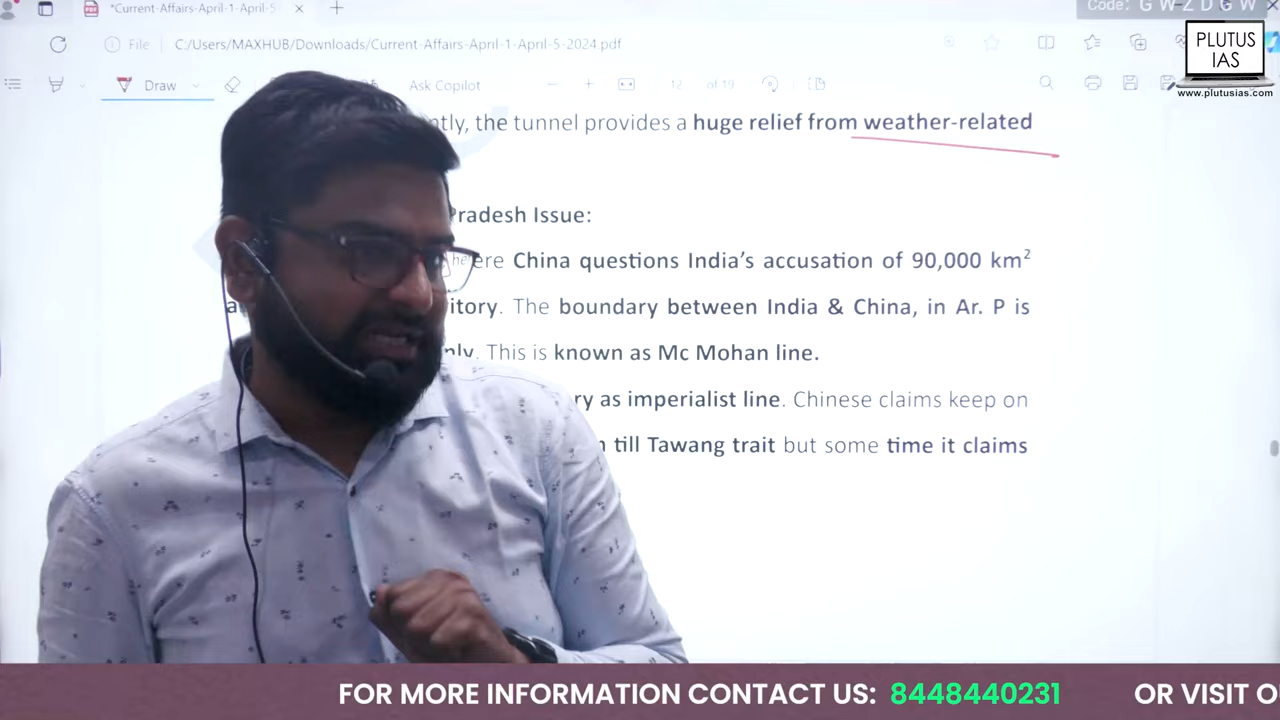 *Current-Affairs-April-1-April-5
Code: G W-Z D G W
File C:/Users/MAXHUB/Downloads/Current-Affairs-April-1-April-5-2024.pdf
PLUTUS
IAS
www.plutusias.com
Draw Ask Copilot 12 of 19
ntly, the tunnel provides a huge relief from weather-related
Pradesh Issue:
here China questions India's accusation of 90,000 km²
itory. The boundary between India & China, in Ar. P is
nly. This is known as Mc Mohan line.
ry as imperialist line. Chinese claims keep on
n till Tawang trait but some time it claims
FOR MORE INFORMATION CONTACT US: 8448440231 OR VISIT O